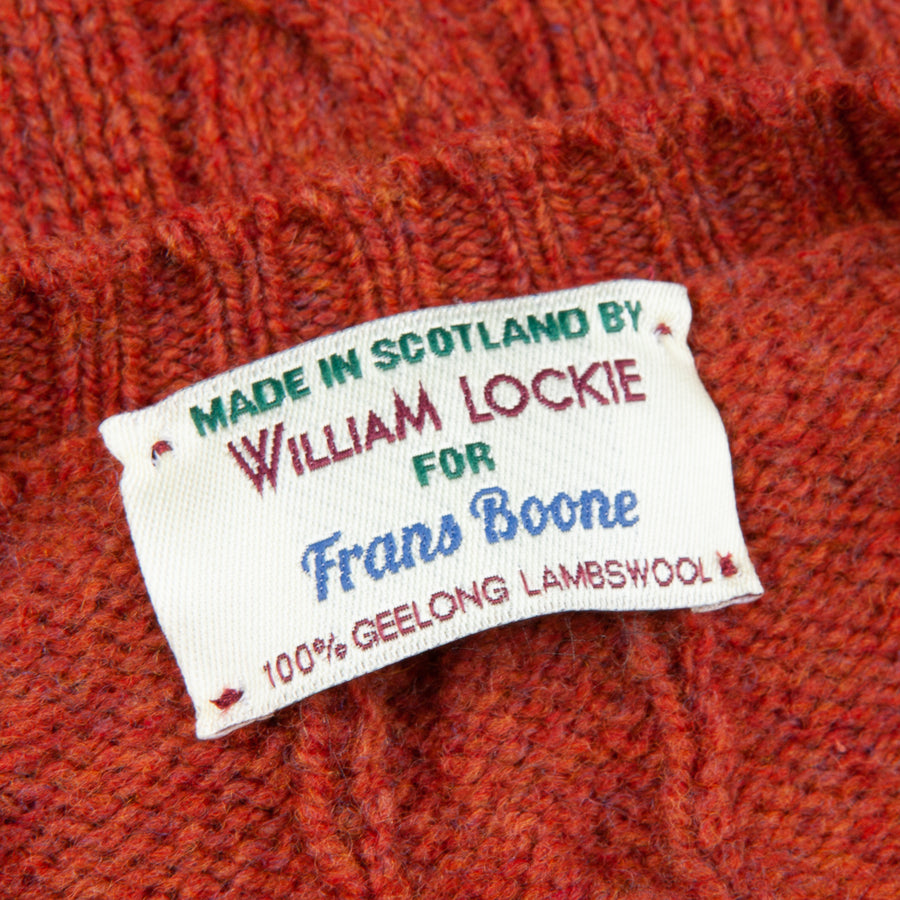 MADE IN SCOTLAND BY
WILLIAM LOCKIE
FOR
Frans Boone
100% GEELONG LAMBSWOOL